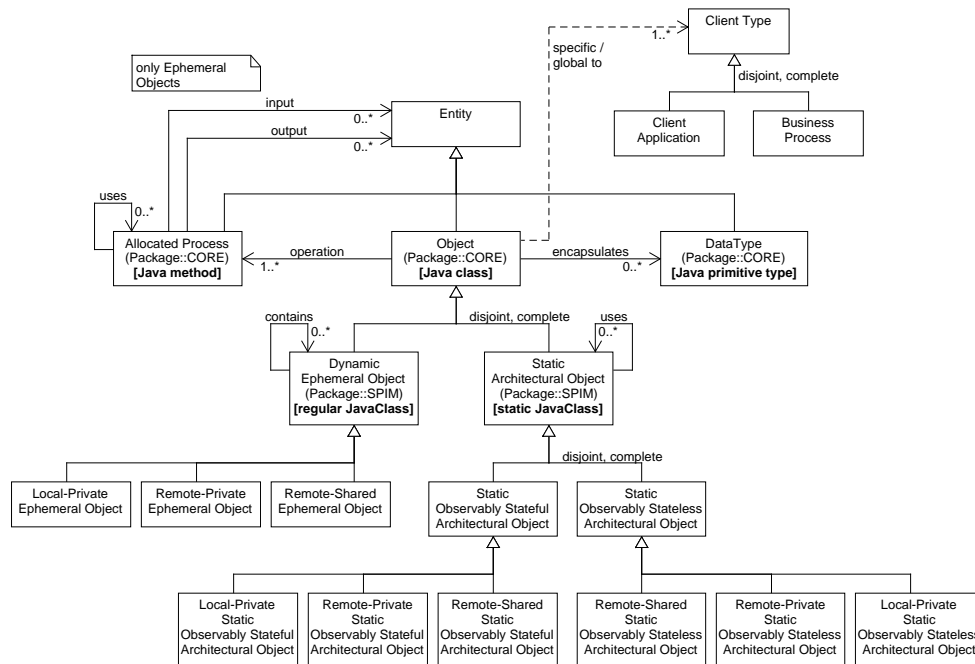 Client Type
1..*
specific /
global to
disjoint, complete
Client
Application
Business
Process
only Ephemeral
Objects
input
0..*
output
0..*
Entity
uses
0..*
Allocated Process
(Package::CORE)
[Java method]
operation
1..*
Object
(Package::CORE)
[Java class]
encapsulates
0..*
DataType
(Package::CORE)
[Java primitive type]
contains
0..*
disjoint, complete
uses
0..*
Dynamic
Ephemeral Object
(Package::SPIM)
[regular JavaClass]
Static
Architectural Object
(Package::SPIM)
[static JavaClass]
disjoint, complete
Local-Private
Ephemeral Object
Remote-Private
Ephemeral Object
Remote-Shared
Ephemeral Object
Static
Observably Stateful
Architectural Object
Static
Observably Stateless
Architectural Object
Local-Private
Static
Observably Stateful
Architectural Object
Remote-Private
Static
Observably Stateful
Architectural Object
Remote-Shared
Static
Observably Stateful
Architectural Object
Remote-Shared
Static
Observably Stateless
Architectural Object
Remote-Private
Static
Observably Stateless
Architectural Object
Local-Private
Static
Observably Stateless
Architectural Object